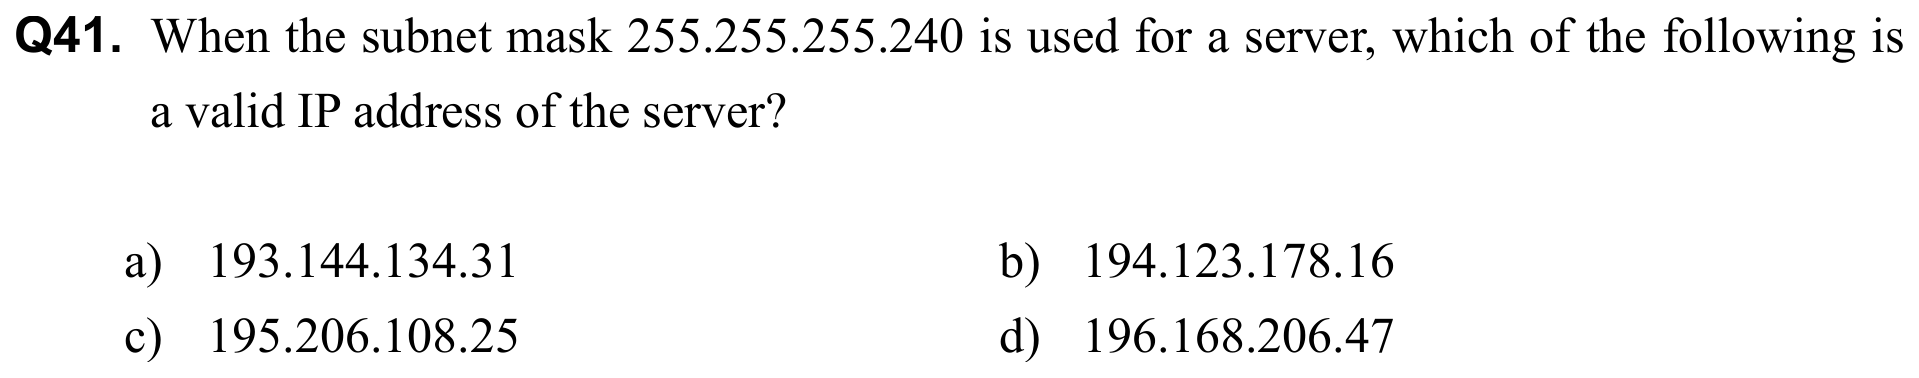 Q41. When the subnet mask 255.255.255.240 is used for a server, which of the following is
a valid IP address of the server?
a) 193.144.134.31 b) 194.123.178.16
c) 195.206.108.25 d) 196.168.206.47